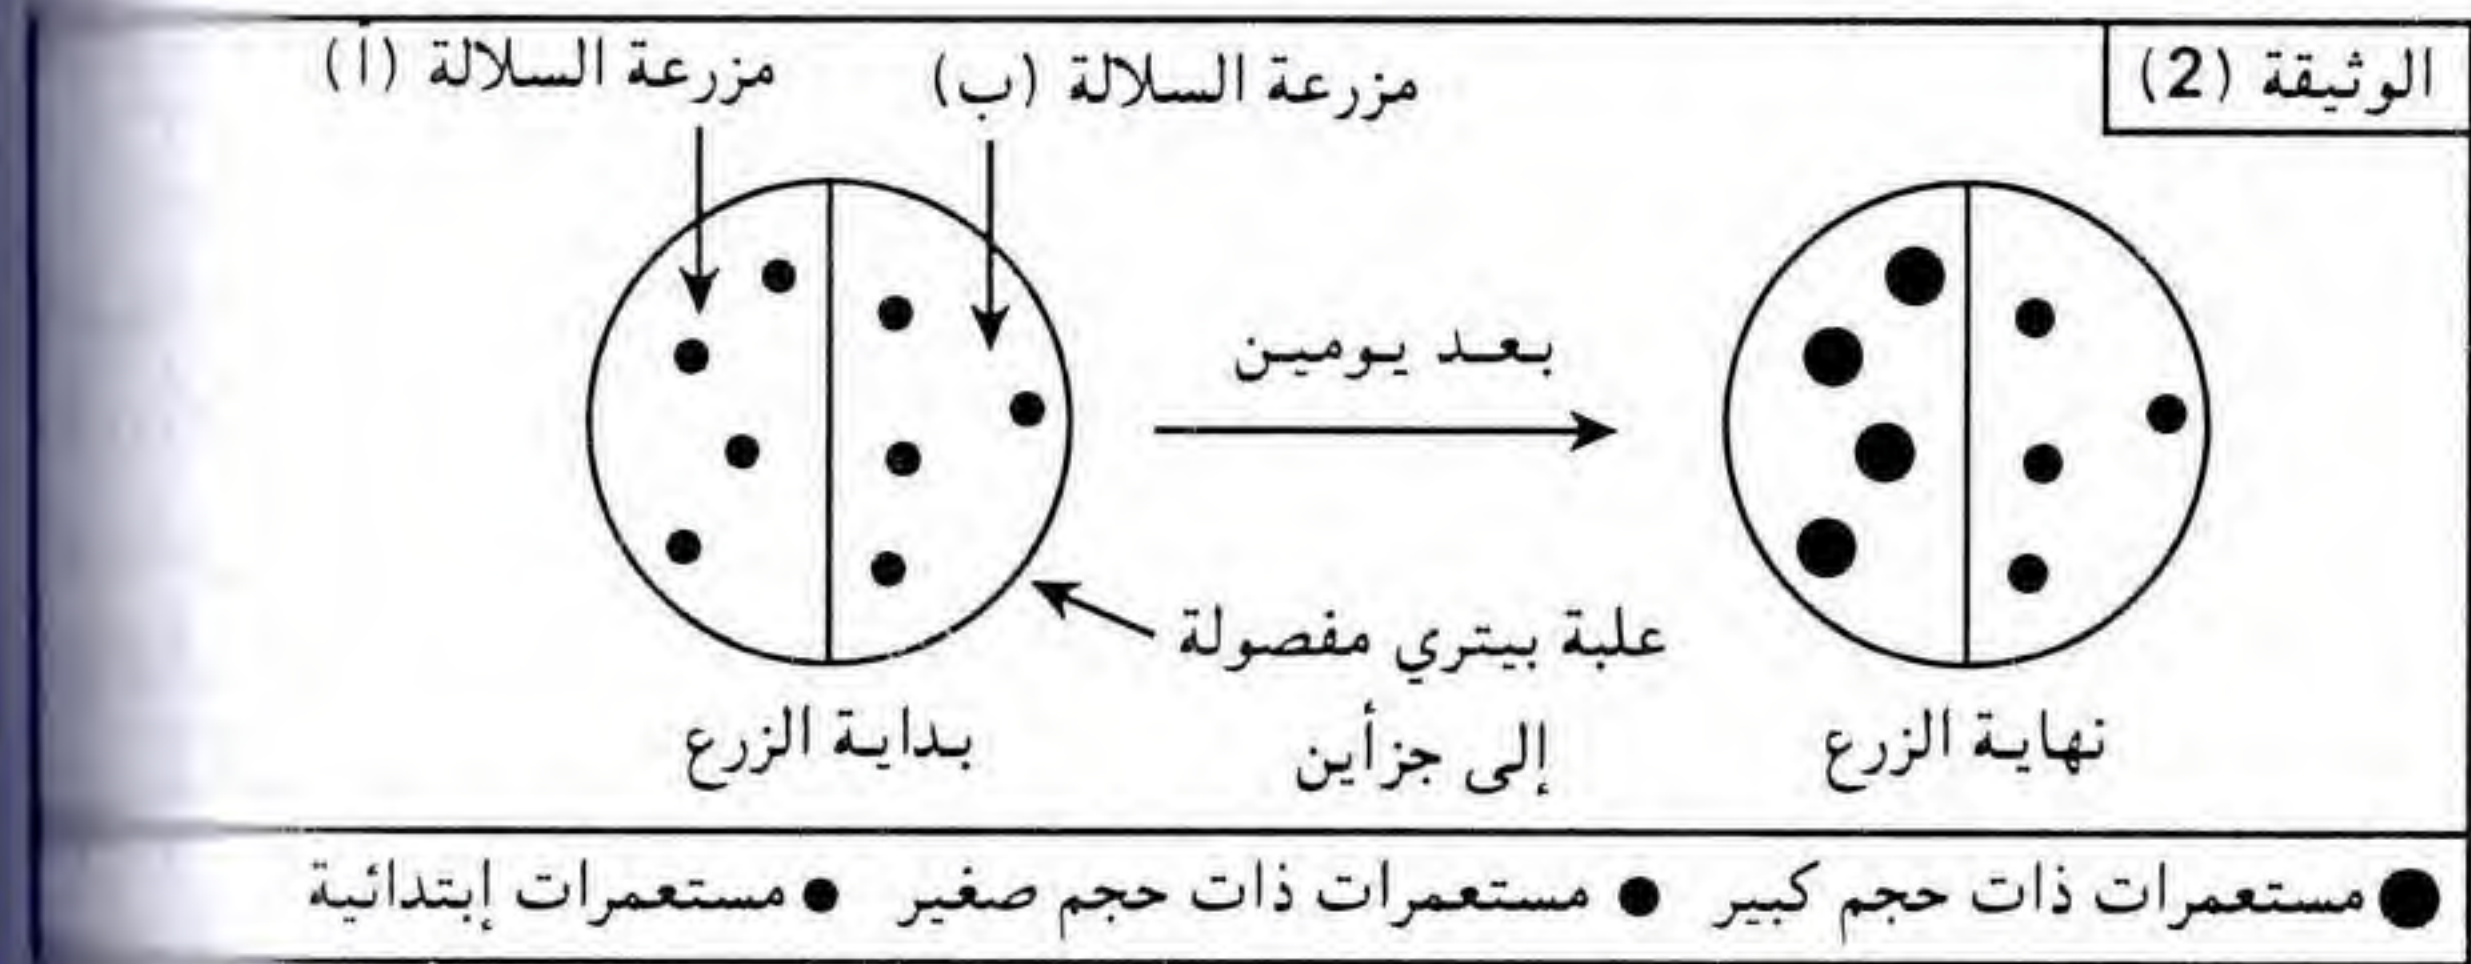 الوثيقة (2)
مزرعة السلالة (ب)
مزرعة السلالة (أ)
بعد يومين
علبة بيتري مفصولة
إلى جزأين
نهاية الزرع
بداية الزرع
مستعمرات ذات حجم كبير
مستعمرات ذات حجم صغير
مستعمرات إبتدائية